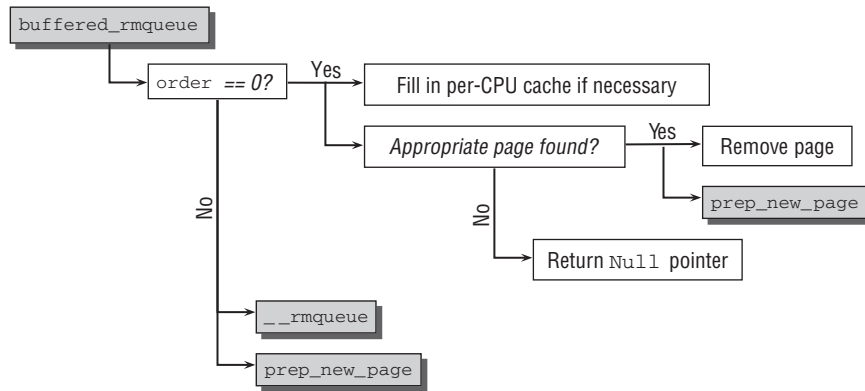 buffered_rmqueue
order == 0?
Yes
Fill in per-CPU cache if necessary
Appropriate page found?
Yes
Remove page
prep_new_page
No
Return Null pointer
No
__rmqueue
prep_new_page